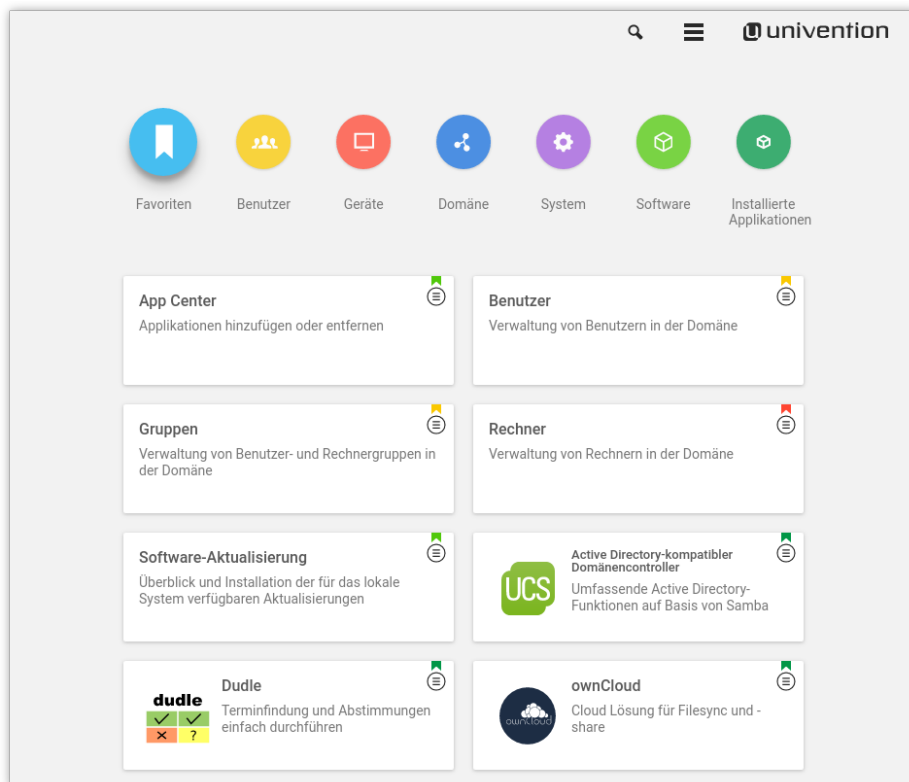 univention
Favoriten
Benutzer
Geräte
Domäne
System
Software
Installierte
Applikationen
App Center
Applikationen hinzufügen oder entfernen
Benutzer
Verwaltung von Benutzern in der Domäne
Gruppen
Verwaltung von Benutzer- und Rechnergruppen in
der Domäne
Rechner
Verwaltung von Rechnern in der Domäne
Software-Aktualisierung
Überblick und Installation der für das lokale
System verfügbaren Aktualisierungen
UCS
Active Directory-kompatibler
Domänencontroller
Umfassende Active Directory-
Funktionen auf Basis von Samba
dudle
?
Dudle
Terminfindung und Abstimmungen
einfach durchführen
ownCloud
ownCloud
Cloud Lösung für Filesync und -
share